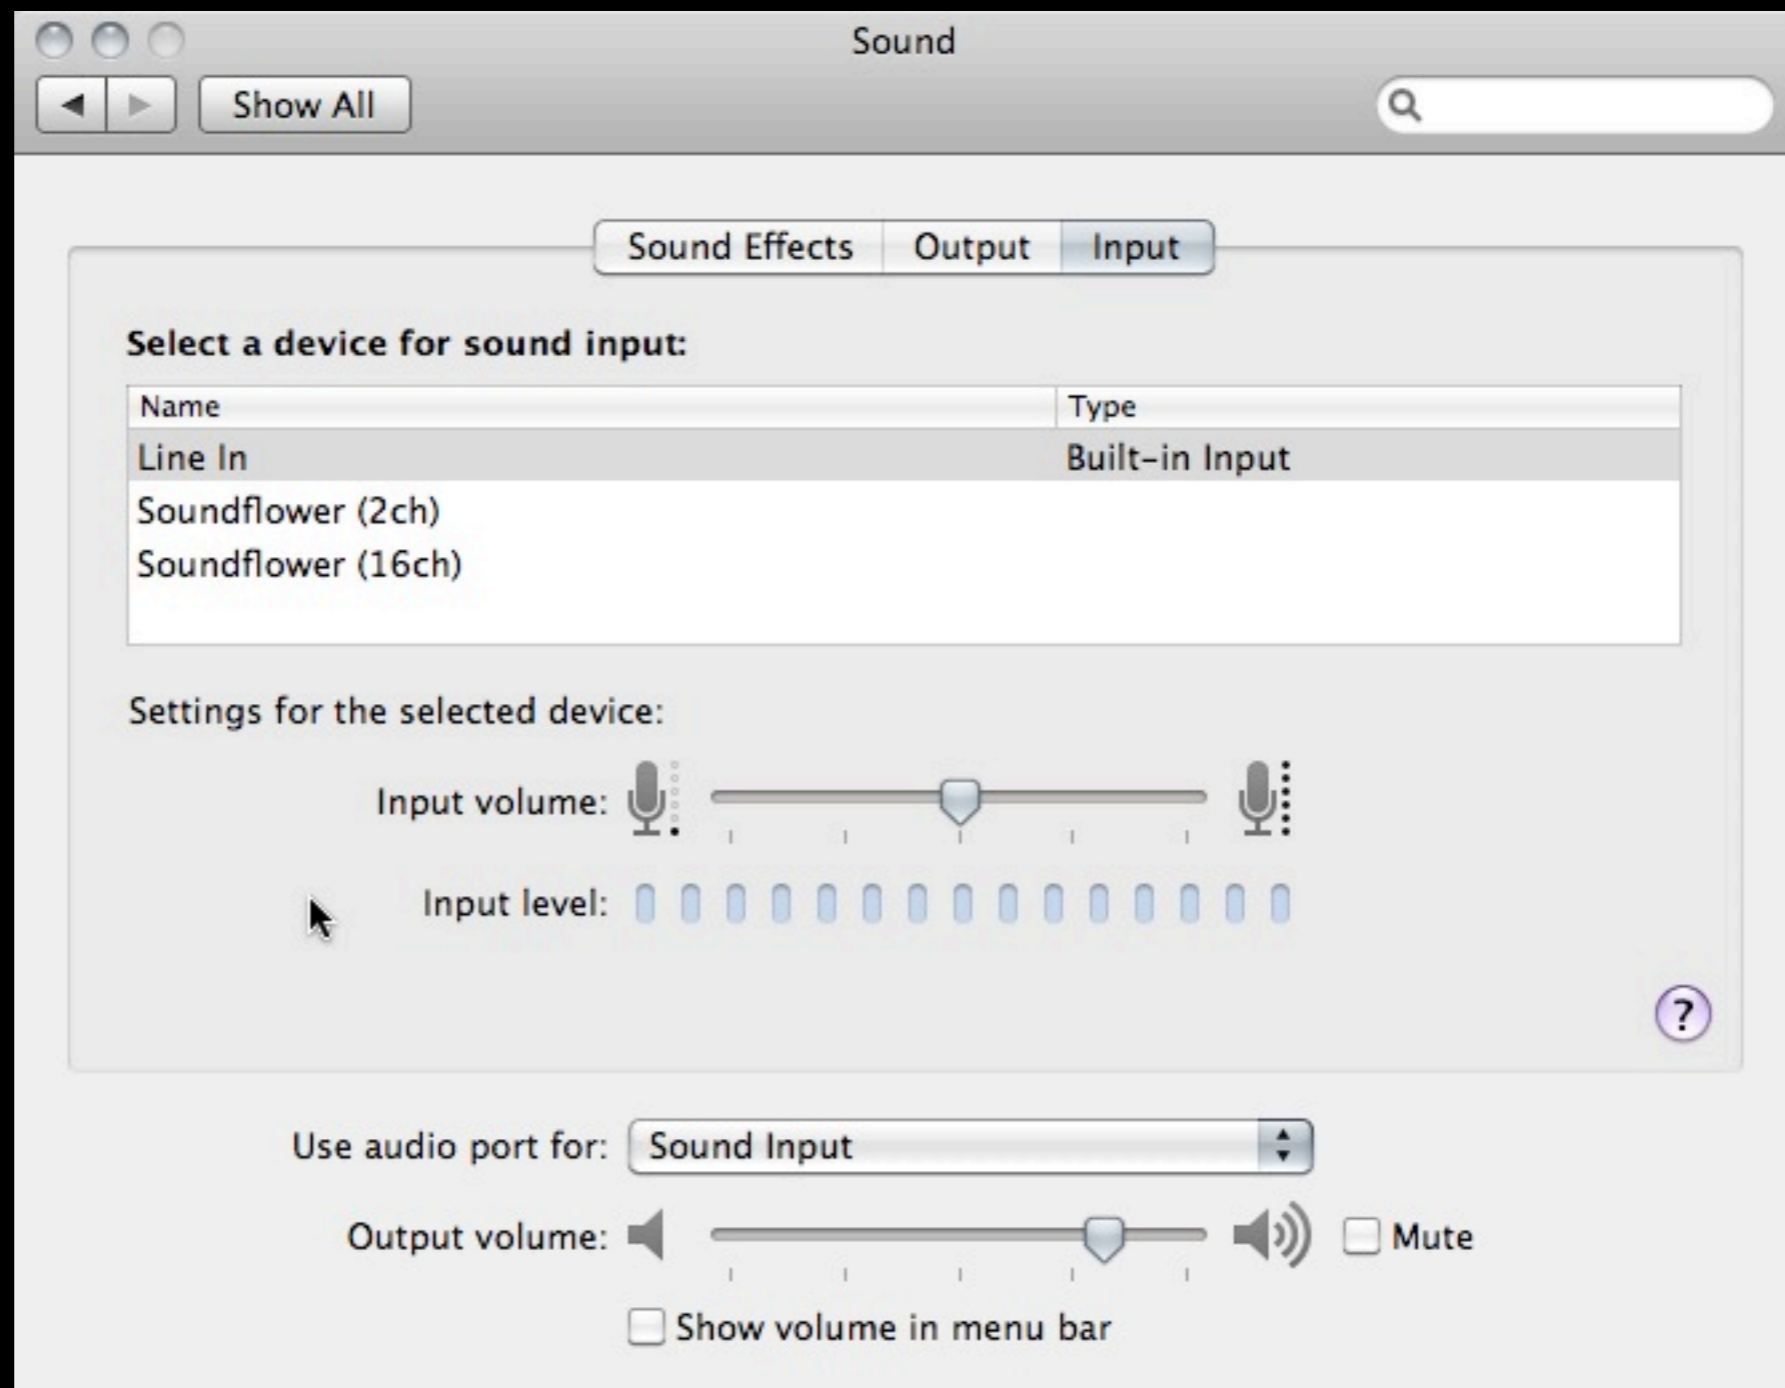 Sound
Show All
Sound Effects Output Input
Select a device for sound input:
Name Type
Line In Built-in Input
Soundflower (2ch)
Soundflower (16ch)
Settings for the selected device:
Input volume:
Input level:
?
Use audio port for: Sound Input
Output volume: Mute
Show volume in menu bar